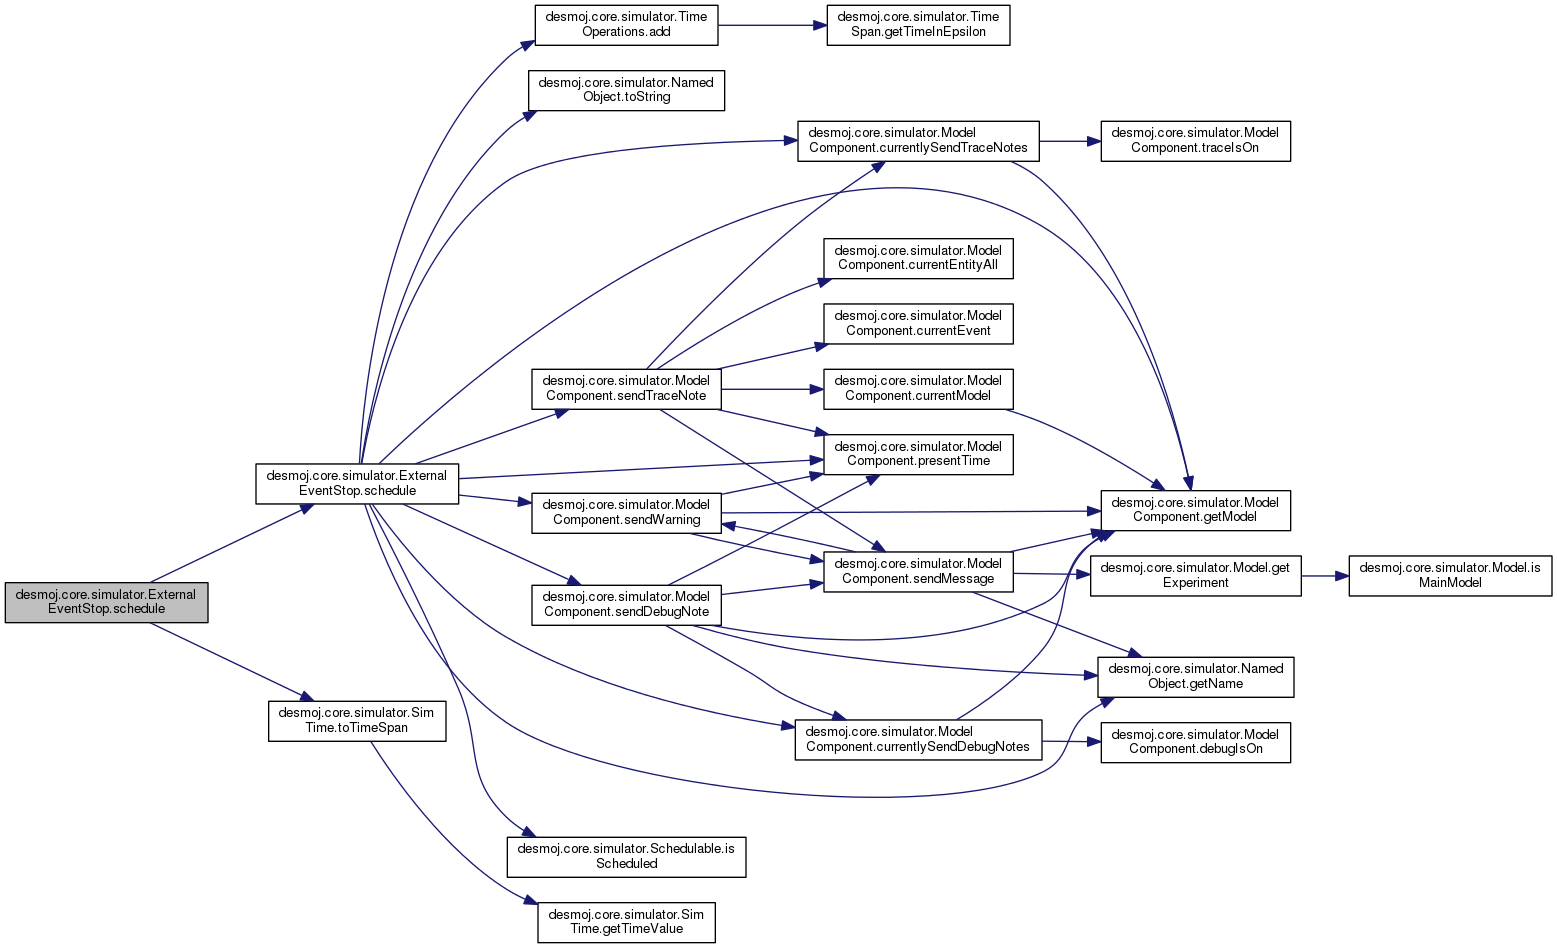 desmoj.core.simulator.Time
Operations.add
desmoj.core.simulator.Time
Span.getTimeInEpsilon
desmoj.core.simulator.Named
Object.toString
desmoj.core.simulator.Model
Component.currentlySendTraceNotes
desmoj.core.simulator.Model
Component.traceIsOn
desmoj.core.simulator.Model
Component.currentEntityAll
desmoj.core.simulator.Model
Component.currentEvent
desmoj.core.simulator.Model
Component.sendTraceNote
desmoj.core.simulator.Model
Component.currentModel
desmoj.core.simulator.Model
Component.presentTime
desmoj.core.simulator.External
EventStop.schedule
desmoj.core.simulator.Model
Component.sendWarning
desmoj.core.simulator.Model
Component.getModel
desmoj.core.simulator.Model
Component.sendMessage
desmoj.core.simulator.Model.get
Experiment
desmoj.core.simulator.Model.is
MainModel
desmoj.core.simulator.External
EventStop.schedule
desmoj.core.simulator.Model
Component.sendDebugNote
desmoj.core.simulator.Named
Object.getName
desmoj.core.simulator.Sim
Time.toTimeSpan
desmoj.core.simulator.Model
Component.currentlySendDebugNotes
desmoj.core.simulator.Model
Component.debugIsOn
desmoj.core.simulator.Schedulable.is
Scheduled
desmoj.core.simulator.Sim
Time.getTimeValue